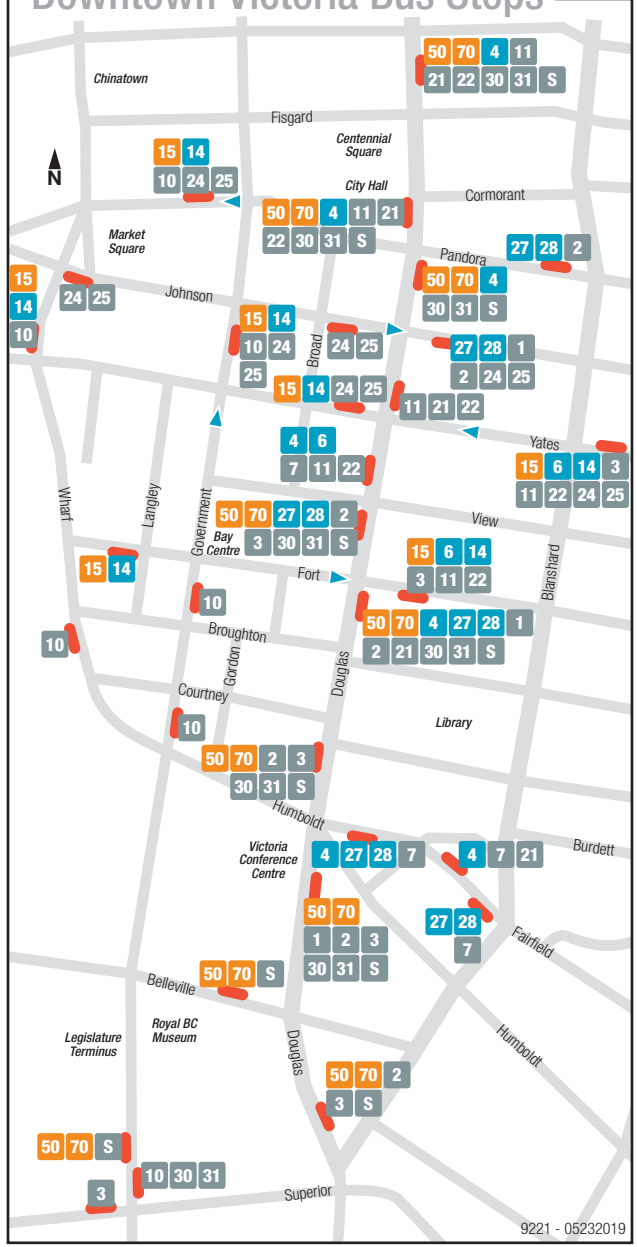 Downtown Victoria Bus Stops
50 70 4 11
21 22 30 31 S
Chinatown
Fisgard
Centennial
Square
15 14
10 24 25
N
City Hall
Cormorant
50 70 4 11 21
22 30 31 S
Market
Square
27 28 2
Pandora
15
14
10
24 25
Johnson
50 70 4
30 31 S
15 14
10 24
25
Broad
24 25
27 28 1
2 24 25
15 14 24 25
11 21 22
Yates
4 6
7 11 22
15 6 14 3
11 22 24 25
Wharf
Langley
Government
50 70 27 28 2
3 30 31 S
Bay
Centre
View
Blanshard
15 14
Fort
15 6 14
3 11 22
10
50 70 4 27 28 1
2 21 30 31 S
10
Broughton
Gordon
Douglas
Courtney
10
Library
50 70 2 3
30 31 S
Humboldt
Victoria
Conference
Centre
4 27 28 7
4 7 21
Burdett
50 70
1 2 3
30 31 S
27 28
7
Fairfield
Belleville
50 70 S
Legislature
Terminus
Royal BC
Museum
Douglas
Humboldt
50 70 2
3 S
50 70 S
10 30 31
3
Superior
9221 - 05232019